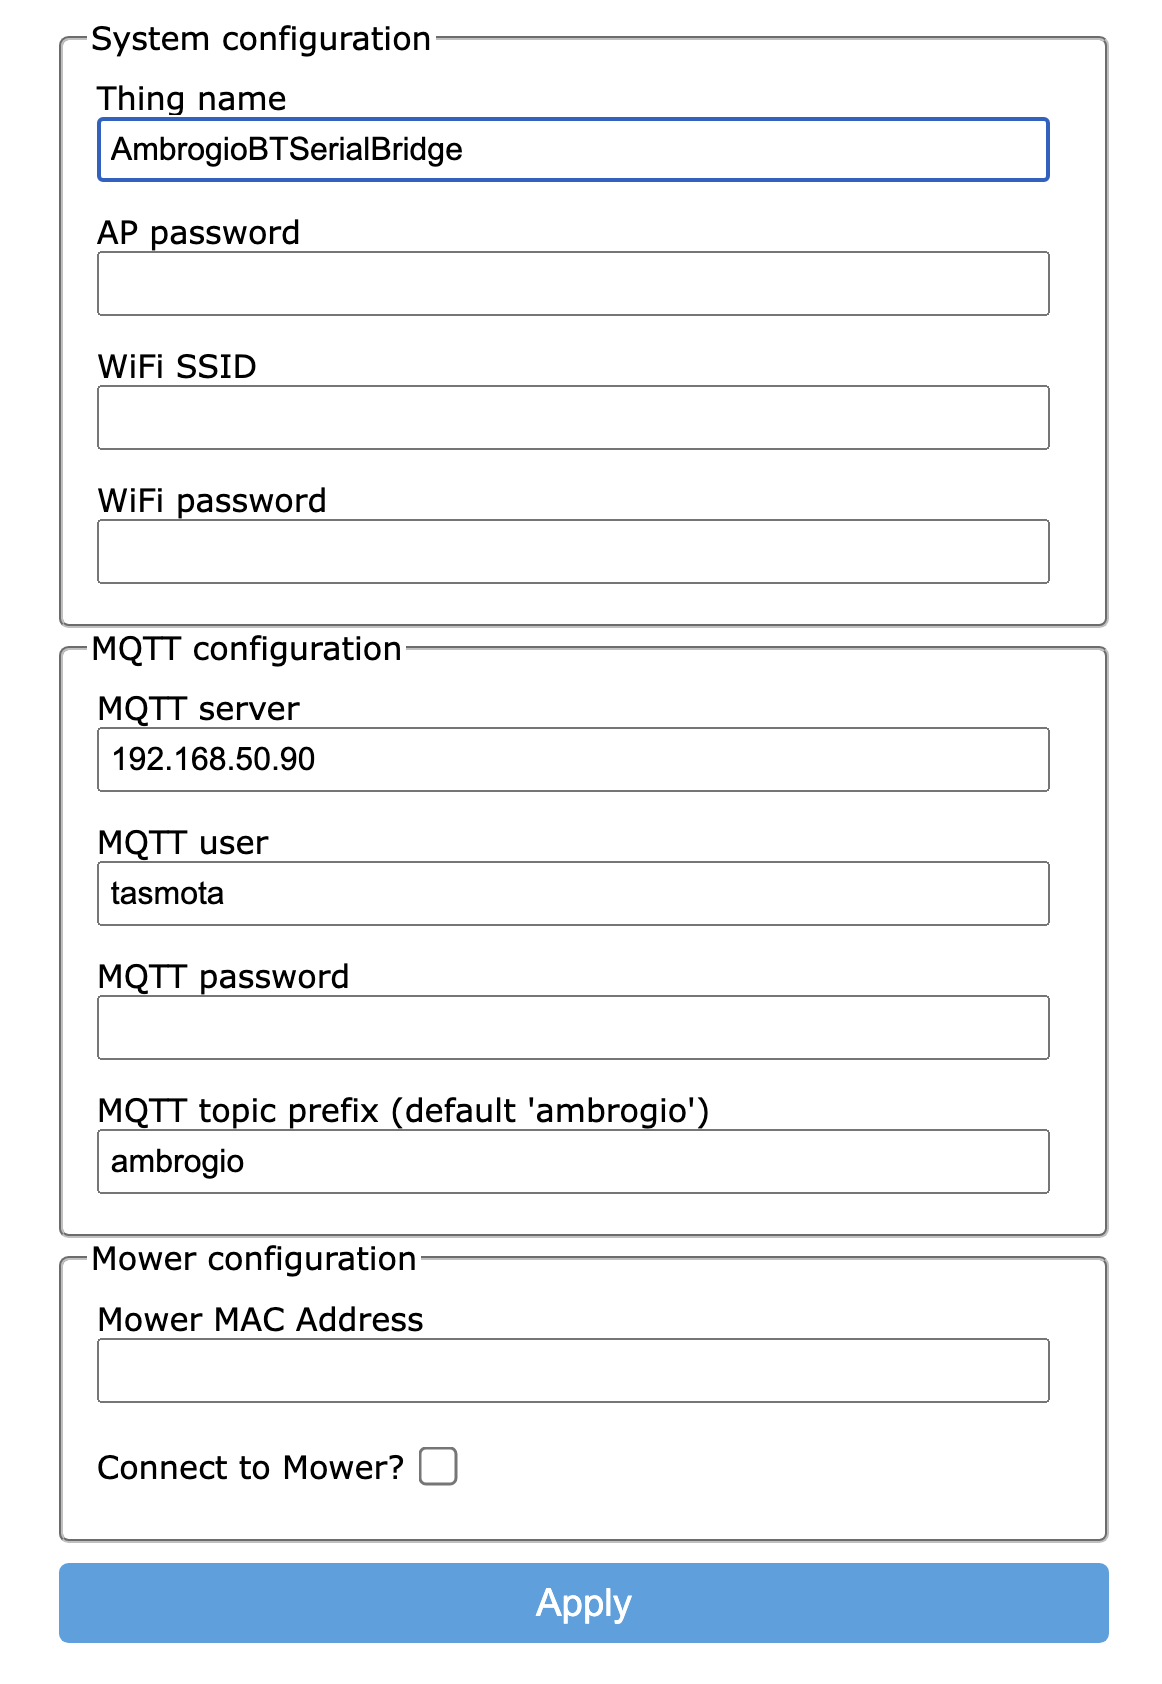 System configuration
Thing name
AmbrogioBTSerialBridge
AP password
WiFi SSID
WiFi password
MQTT configuration
MQTT server
192.168.50.90
MQTT user
tasmota
MQTT password
MQTT topic prefix (default 'ambrogio')
ambrogio
Mower configuration
Mower MAC Address
Connect to Mower?
Apply